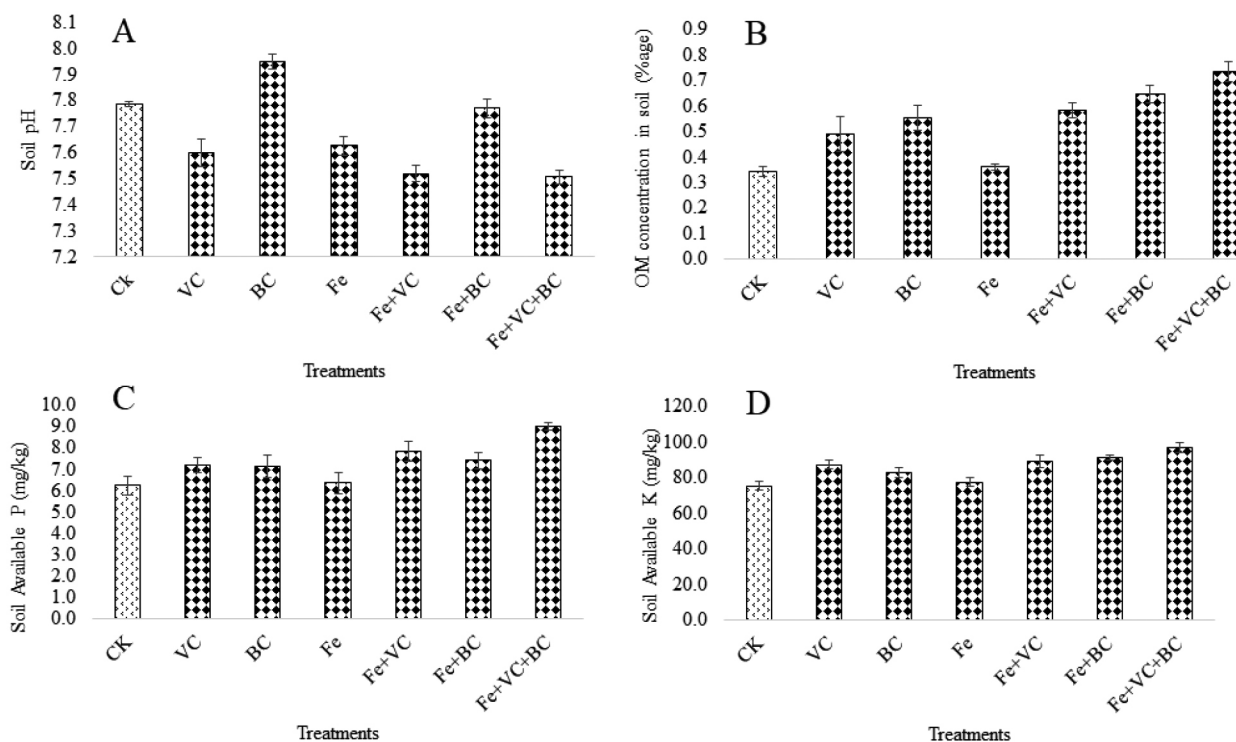 A
Soil pH
8.1
8.0
7.9
7.8
7.7
7.6
7.5
7.4
7.3
7.2
Ck
VC
BC
Fe
Fe+VC
Fe+BC
Fe+VC+BC
Treatments
B
OM concentration in soil (%age)
0.9
0.8
0.7
0.6
0.5
0.4
0.3
0.2
0.1
0.0
CK
VC
BC
Fe
Fe+VC
Fe+BC
Fe+VC+BC
Treatments
C
Soil Available P (mg/kg)
10.0
9.0
8.0
7.0
6.0
5.0
4.0
3.0
2.0
1.0
0.0
CK
VC
BC
Fe
Fe+VC
Fe+BC
Fe+VC+BC
Treatments
D
Soil Available K (mg/kg)
120.0
100.0
80.0
60.0
40.0
20.0
0.0
CK
VC
BC
Fe
Fe+VC
Fe+BC
Fe+VC+BC
Treatments